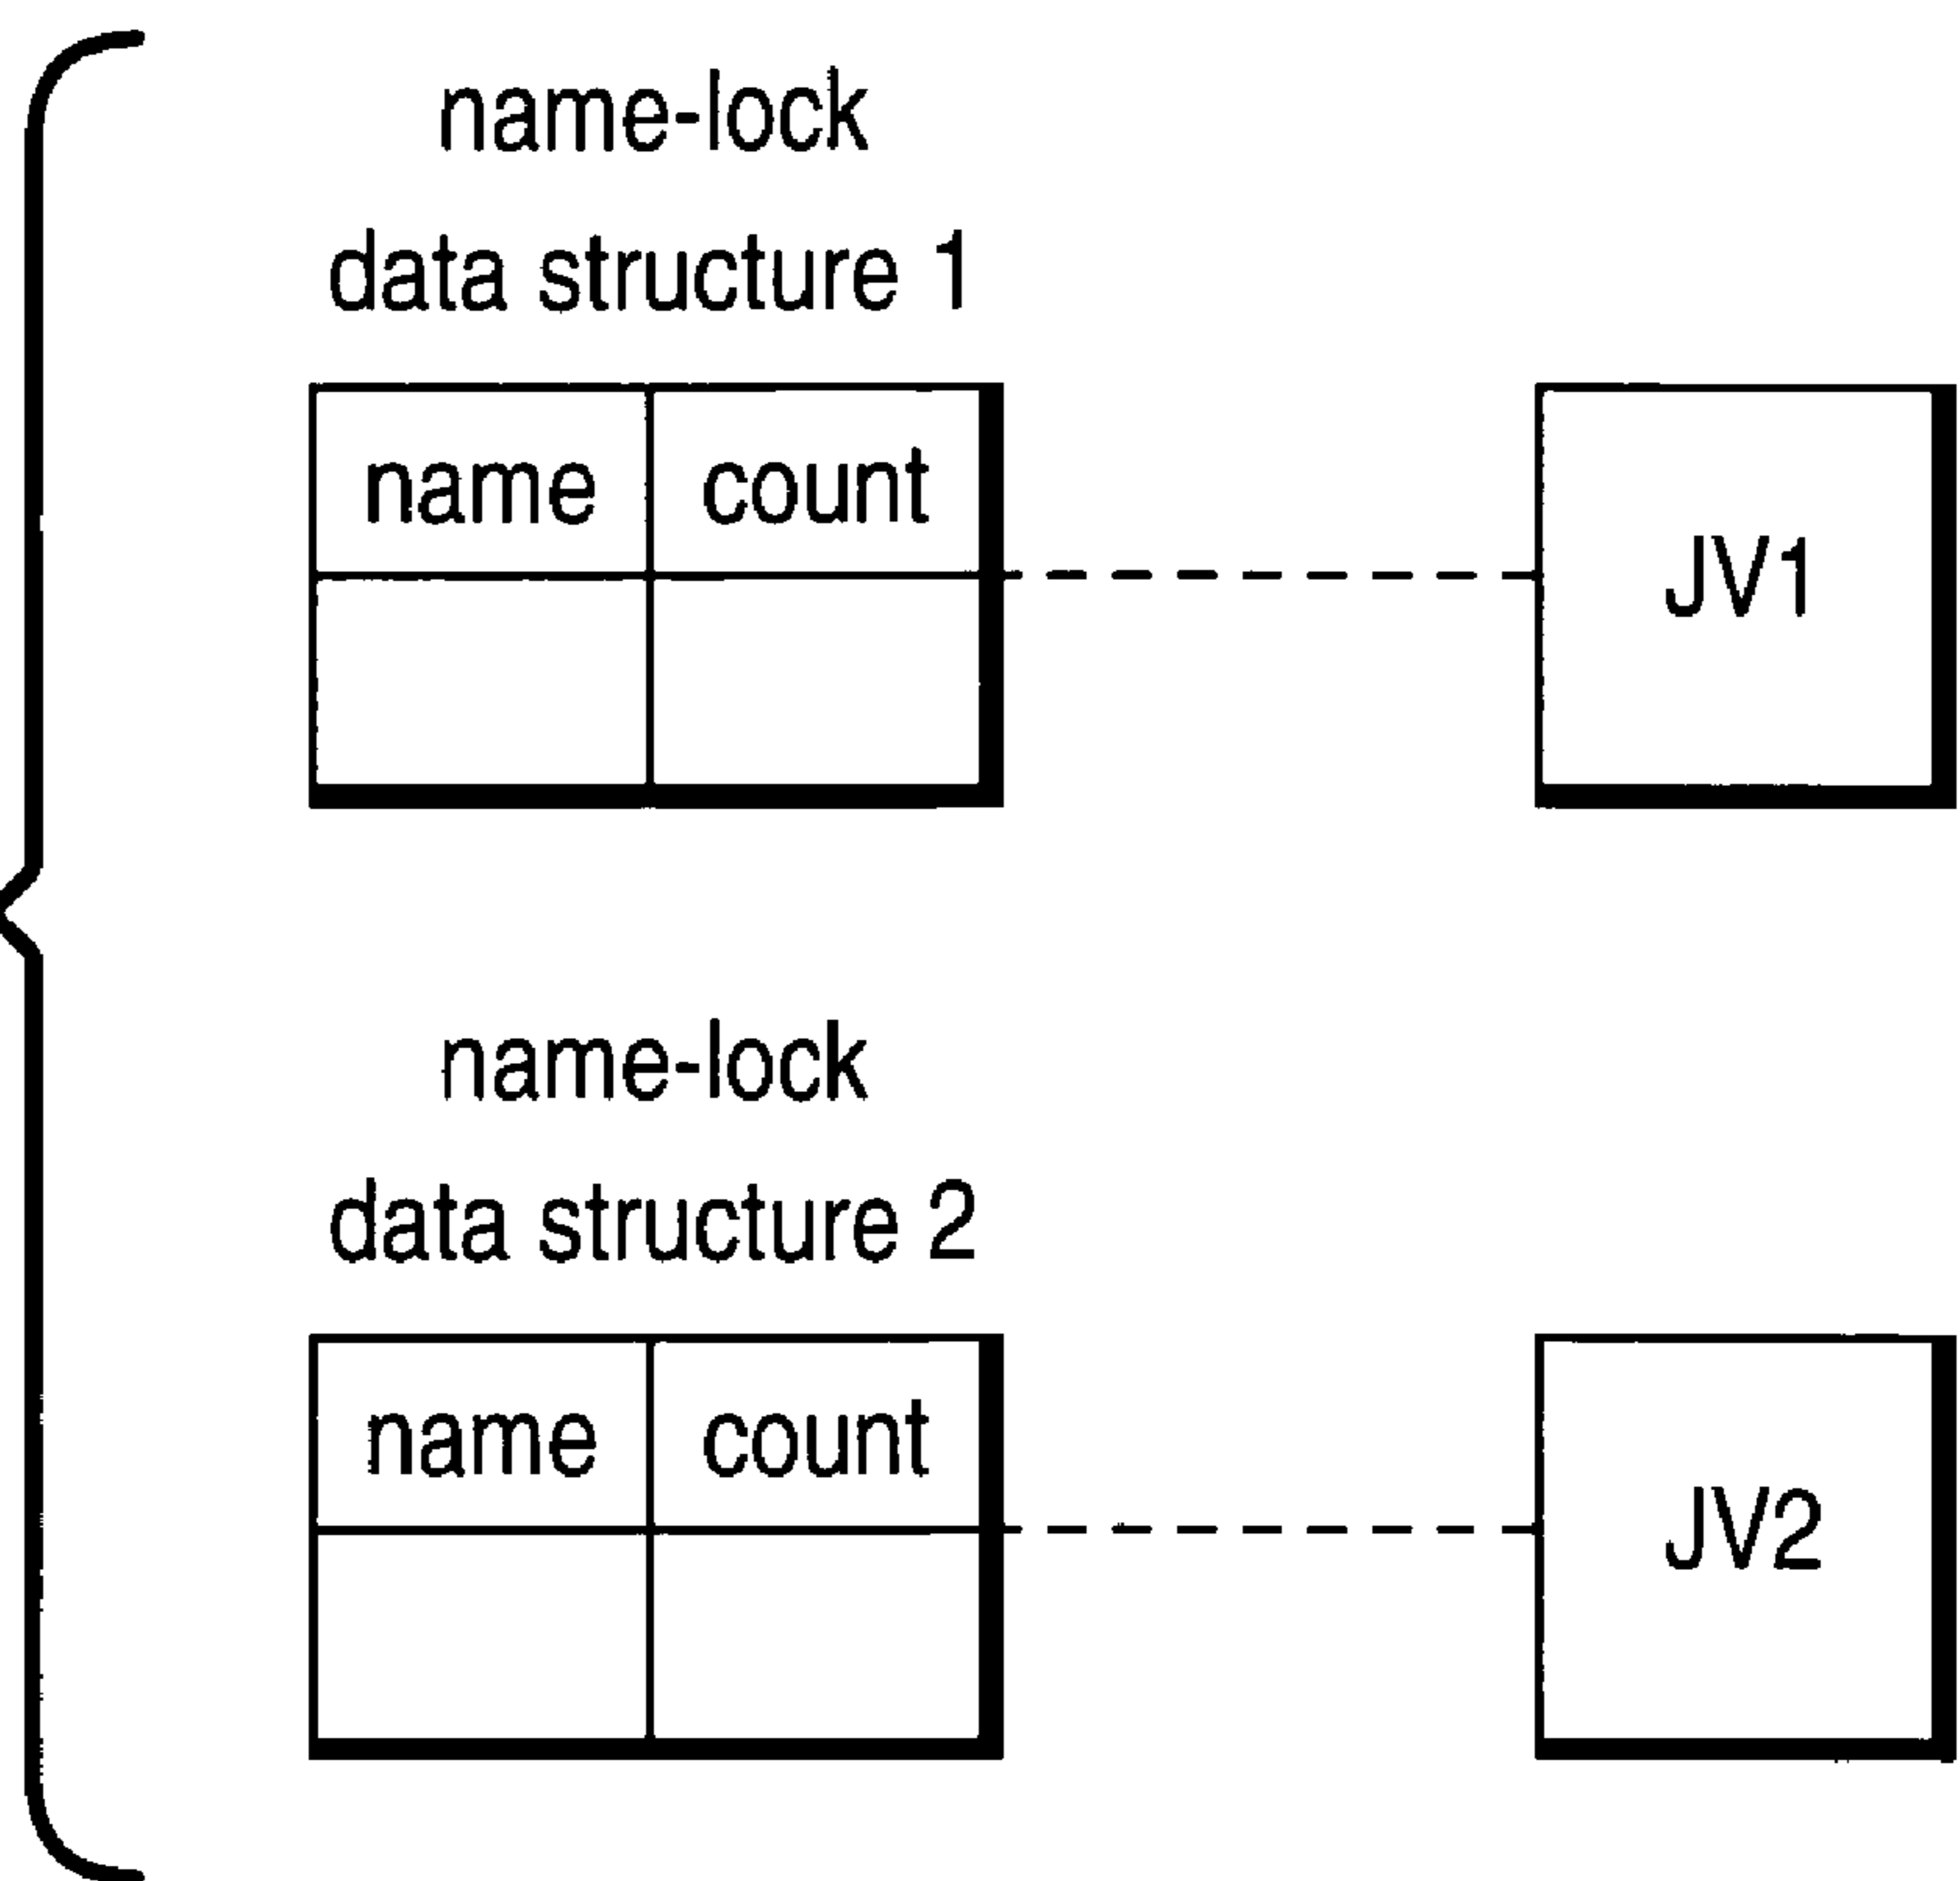 name-lock
data structure 1
name count
JV1
name-lock
data structure 2
name count
JV2